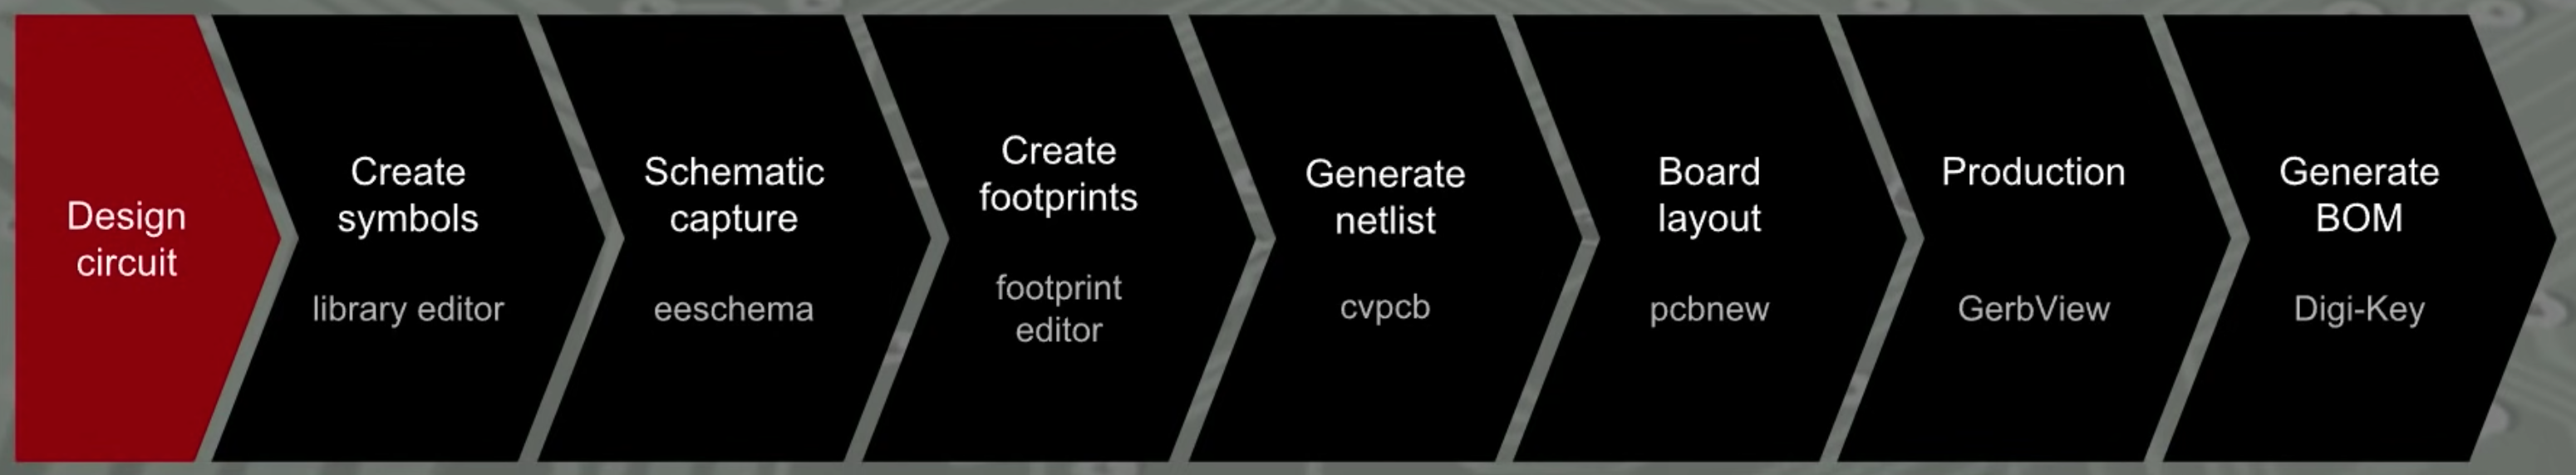 Design
circuit
Create
symbols
library editor
Schematic
capture
eeschema
Create
footprints
footprint
editor
Generate
netlist
cvpcb
Board
layout
pcbnew
Production
GerbView
Generate
BOM
Digi-Key